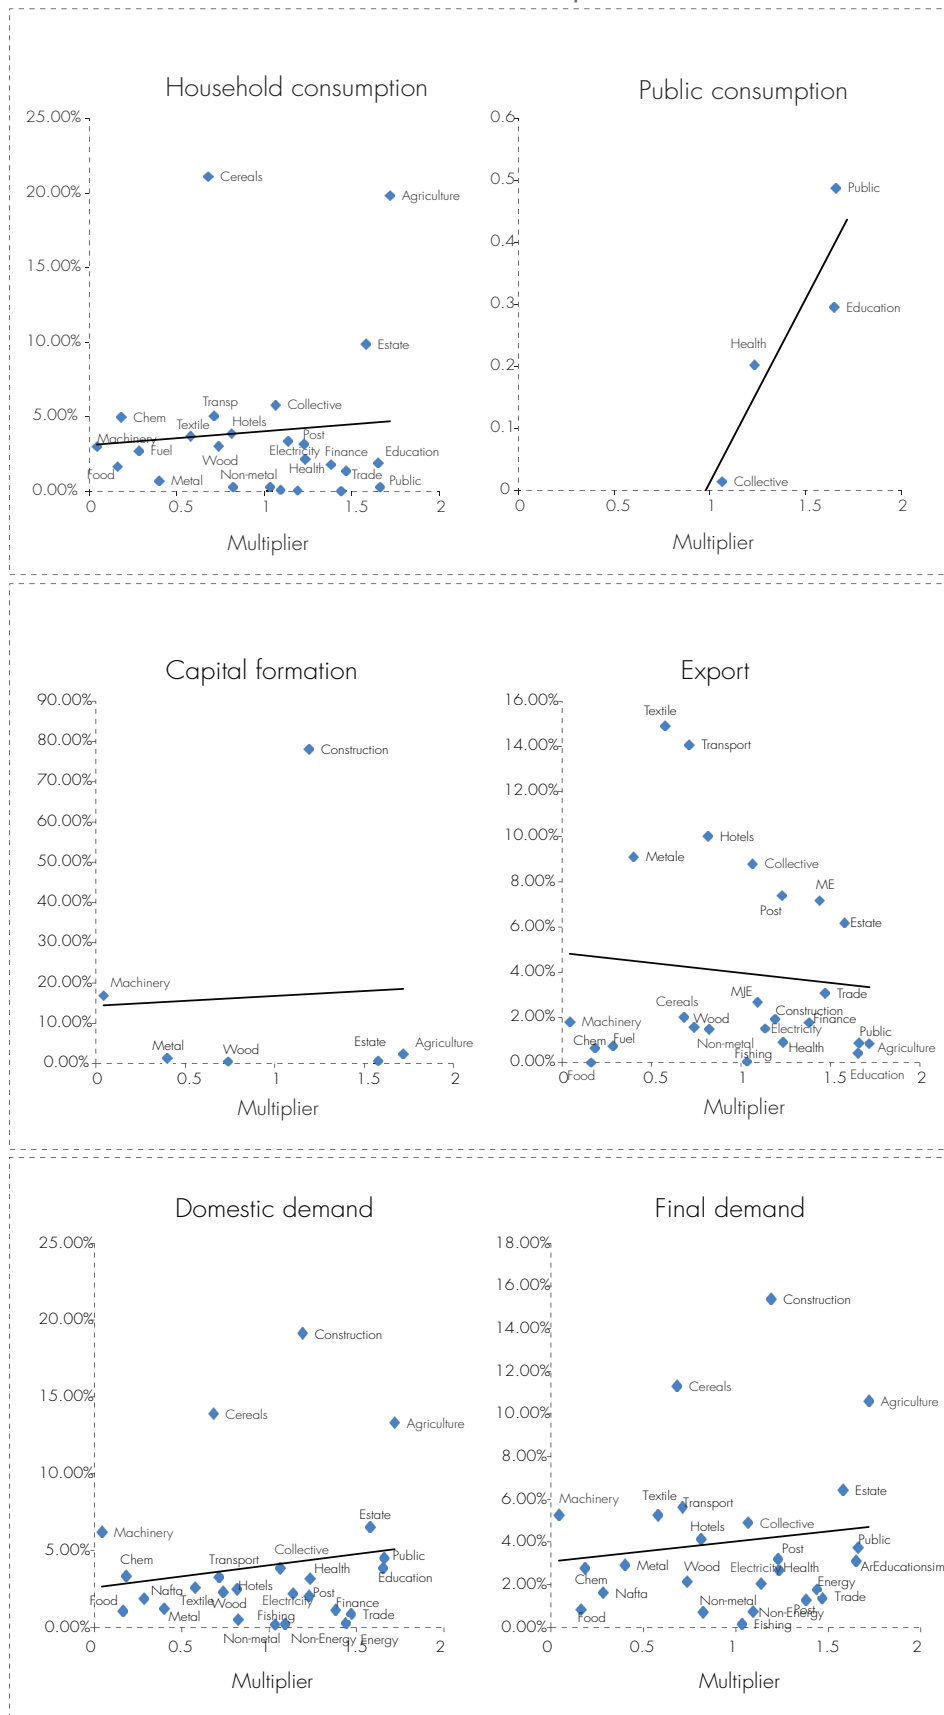 Household consumption
25.00%
20.00%
15.00%
10.00%
5.00%
0.00%
Cereals
Agriculture
Estate
Transp
Collective
Chem
Textile
Hotels
Post
Machinery
Fuel
Wood
Electricity
Finance
Education
Food
Metal
Non-metal
Health
Trade
Public
0 0.5 1 1.5 2
Multiplier
Public consumption
0.6
0.5
0.4
0.3
0.2
0.1
0
Public
Education
Health
Collective
0 0.5 1 1.5 2
Multiplier
Capital formation
90.00%
80.00%
70.00%
60.00%
50.00%
40.00%
30.00%
20.00%
10.00%
0.00%
Construction
Machinery
Metal
Wood
Estate
Agriculture
0 0.5 1 1.5 2
Multiplier
Export
16.00%
14.00%
12.00%
10.00%
8.00%
6.00%
4.00%
2.00%
0.00%
Textile
Transport
Hotels
Metale
Collective
ME
Post
Estate
MJE
Trade
Cereals
Construction
Machinery
Wood
Finance
Electricity
Chem
Fuel
Non-metal
Health
Public
Fishing
Agriculture
Food
Education
0 0.5 1 1.5 2
Multiplier
Domestic demand
25.00%
20.00%
15.00%
10.00%
5.00%
0.00%
Construction
Cereals
Agriculture
Estate
Machinery
Collective
Public
Chem
Transport
Health
Education
Nafta
Hotels
Post
Food
Textile
Wood
Electricity
Finance
Metal
Fishing
Trade
Non-metal
Non-Energy
Energy
0 0.5 1 1.5 2
Multiplier
Final demand
18.00%
16.00%
14.00%
12.00%
10.00%
8.00%
6.00%
4.00%
2.00%
0.00%
Construction
Cereals
Agriculture
Estate
Machinery
Textile
Transport
Collective
Hotels
Public
Post
Metal
Wood
Electricity
Health
ArEducationsim
Chem
Nafta
Energy
Non-metal
Trade
Post
Non-Energy
Food
Fishing
0 0.5 1 1.5 2
Multiplier